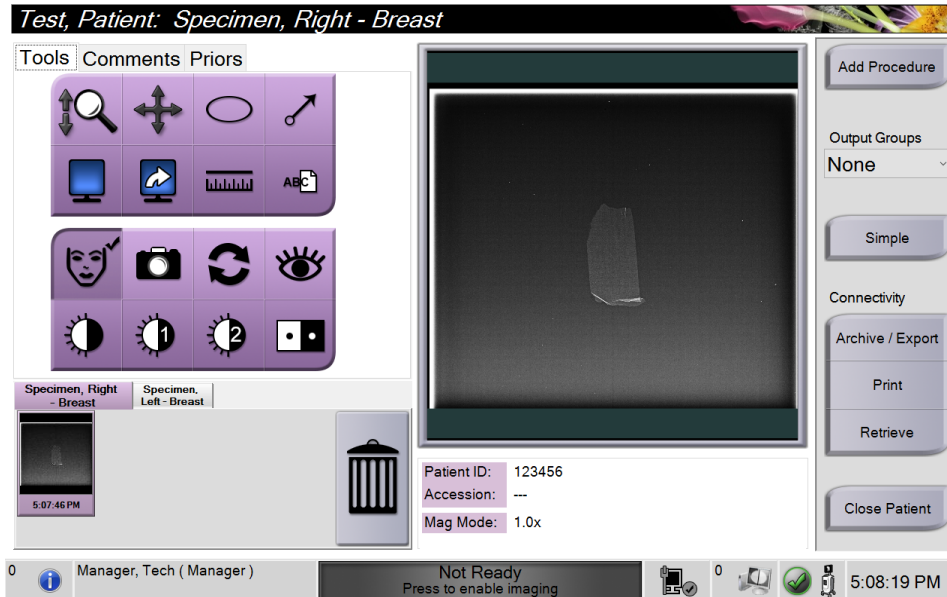 Test, Patient: Specimen, Right - Breast
Tools Comments Priors
ABC
1
2
Specimen, Right
- Breast
Specimen,
Left - Breast
5:07:46 PM
Patient ID: 123456
Accession: ---
Mag Mode: 1.0x
Add Procedure
Output Groups
None
Simple
Connectivity
Archive / Export
Print
Retrieve
Close Patient
0
i
Manager, Tech ( Manager )
Not Ready
Press to enable imaging
0
5:08:19 PM